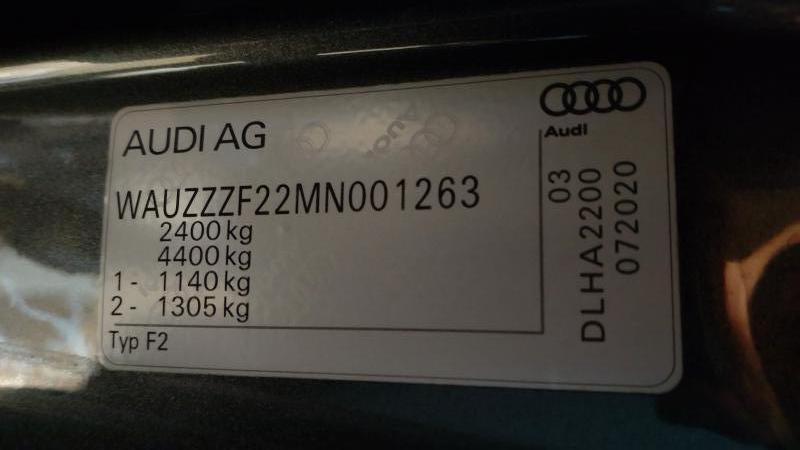 AUDI AG
WAUZZZF22MN001263
2400 kg
4400 kg
1- 1140 kg
2- 1305 kg
Typ F2
Audi
03
DLHA2200
072020